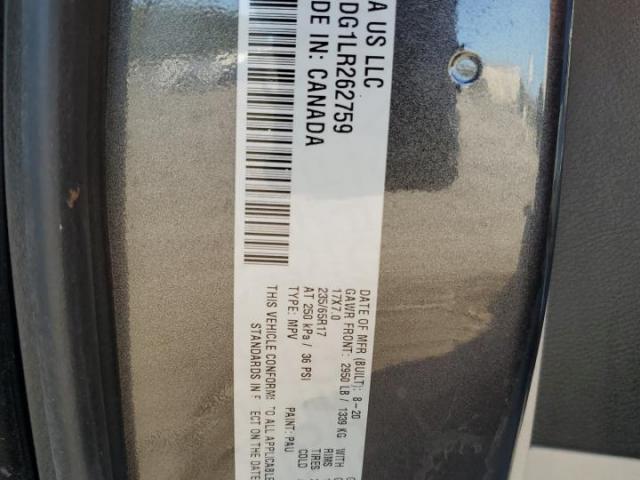 A US LLC
DG1LR262759
DE IN: CANADA
DATE OF MFR (BUILT): 8-20
GAWR FRONT: 2950 LB / 1339 KG WITH
17X7.0 RIMS
235/65R17 TIRES
AT 250 kPa / 36 PSI COLD
TYPE: MPV PAINT: PAU
THIS VEHICLE CONFORMS TO ALL APPLICABLE
STANDARDS IN EFFECT ON THE DATE